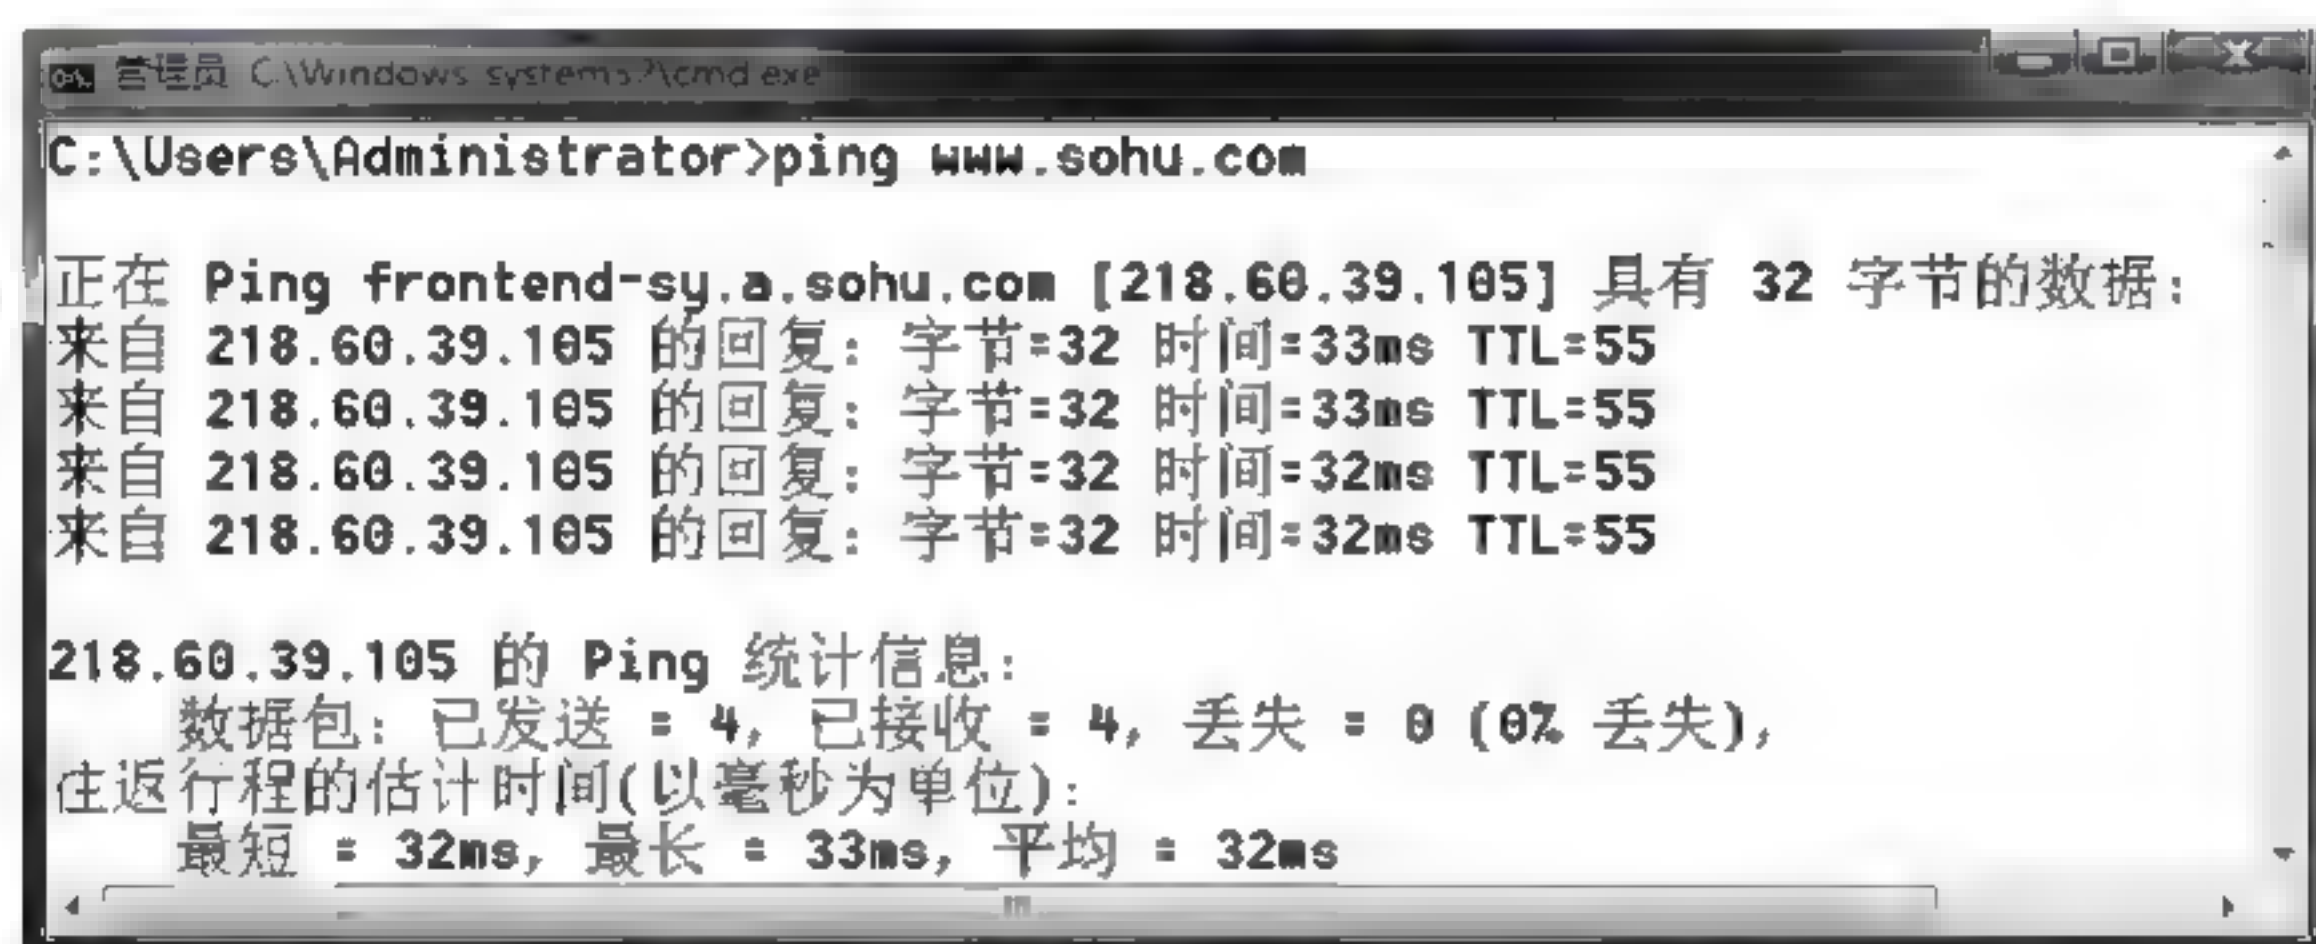 管理员 C:\Windows\system32\cmd.exe
C:\Users\Administrator>ping www.sohu.com
正在 Ping frontend-sy.a.sohu.com [218.60.39.105] 具有 32 字节的数据:
来自 218.60.39.105 的回复: 字节=32 时间=33ms TTL=55
来自 218.60.39.105 的回复: 字节=32 时间=33ms TTL=55
来自 218.60.39.105 的回复: 字节=32 时间=32ms TTL=55
来自 218.60.39.105 的回复: 字节=32 时间=32ms TTL=55
218.60.39.105 的 Ping 统计信息:
数据包: 已发送 = 4, 已接收 = 4, 丢失 = 0 (0% 丢失),
往返行程的估计时间(以毫秒为单位):
最短 = 32ms, 最长 = 33ms, 平均 = 32ms